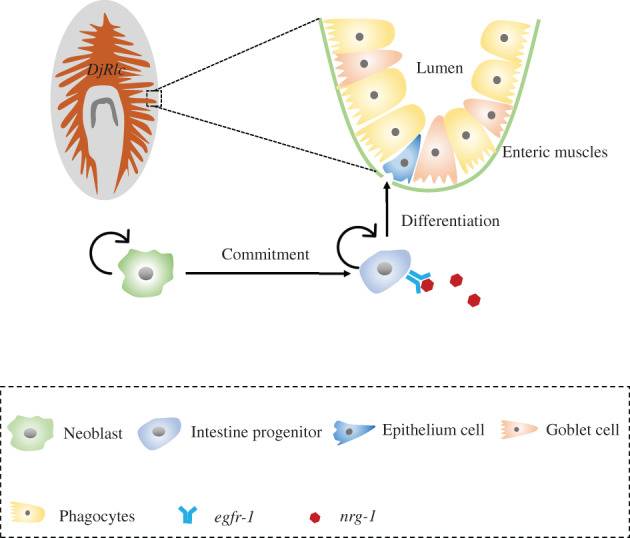 DjRlc
Lumen
Enteric muscles
Differentiation
Commitment
Neoblast
Intestine progenitor
Epithelium cell
Goblet cell
Phagocytes
egfr-1
nrg-1